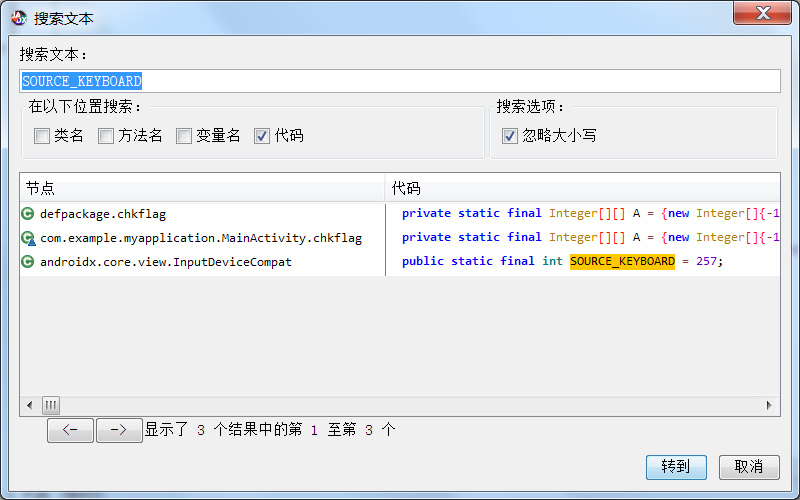 搜索文本
搜索文本：
SOURCE_KEYBOARD
在以下位置搜索：
类名 方法名 变量名 代码
搜索选项：
忽略大小写
节点 代码
defpackage.chkflag private static final Integer[][] A = {new Integer[]{-1
com.example.myapplication.MainActivity.chkflag private static final Integer[][] A = {new Integer[]{-1
androidx.core.view.InputDeviceCompat public static final int SOURCE_KEYBOARD = 257;
<- -> 显示了 3 个结果中的第 1 至第 3 个
转到 取消